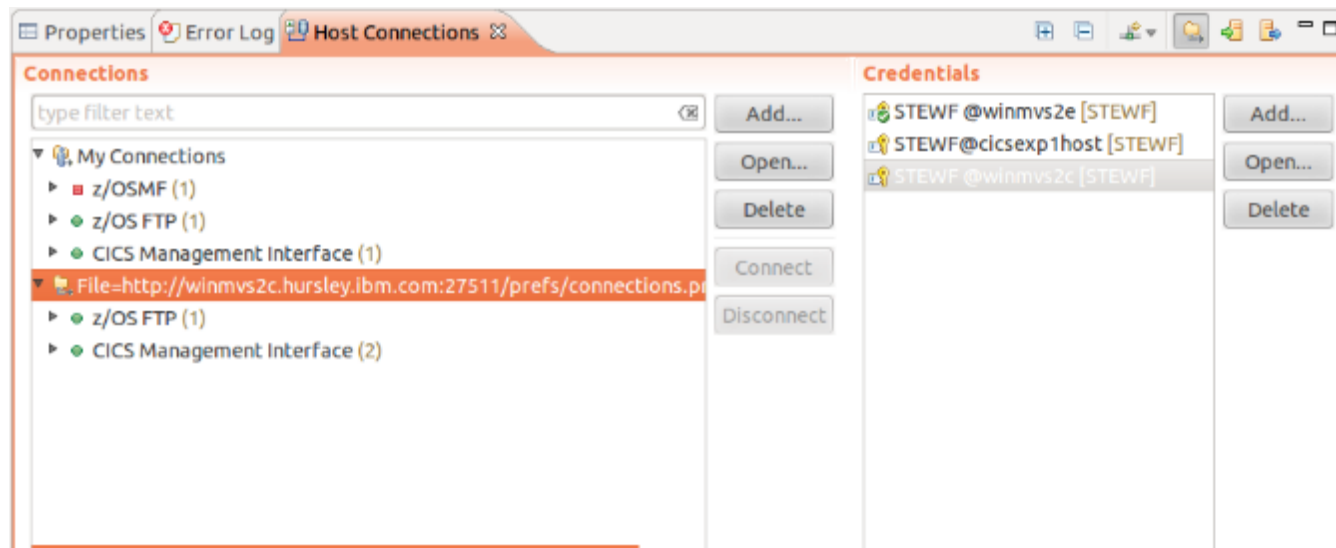 Properties Error Log Host Connections
Connections
type filter text
Add...
My Connections
Open...
z/OSMF (1)
z/OS FTP (1)
Delete
CICS Management Interface (1)
Connect
File=http://winmvs2c.hursley.ibm.com:27511/prefs/connections.pr
Disconnect
z/OS FTP (1)
CICS Management Interface (2)
Credentials
STEWF @winmvs2e [STEWF]
Add...
STEWF@cicsexp1host [STEWF]
Open...
STEWF @winmvs2c [STEWF]
Delete